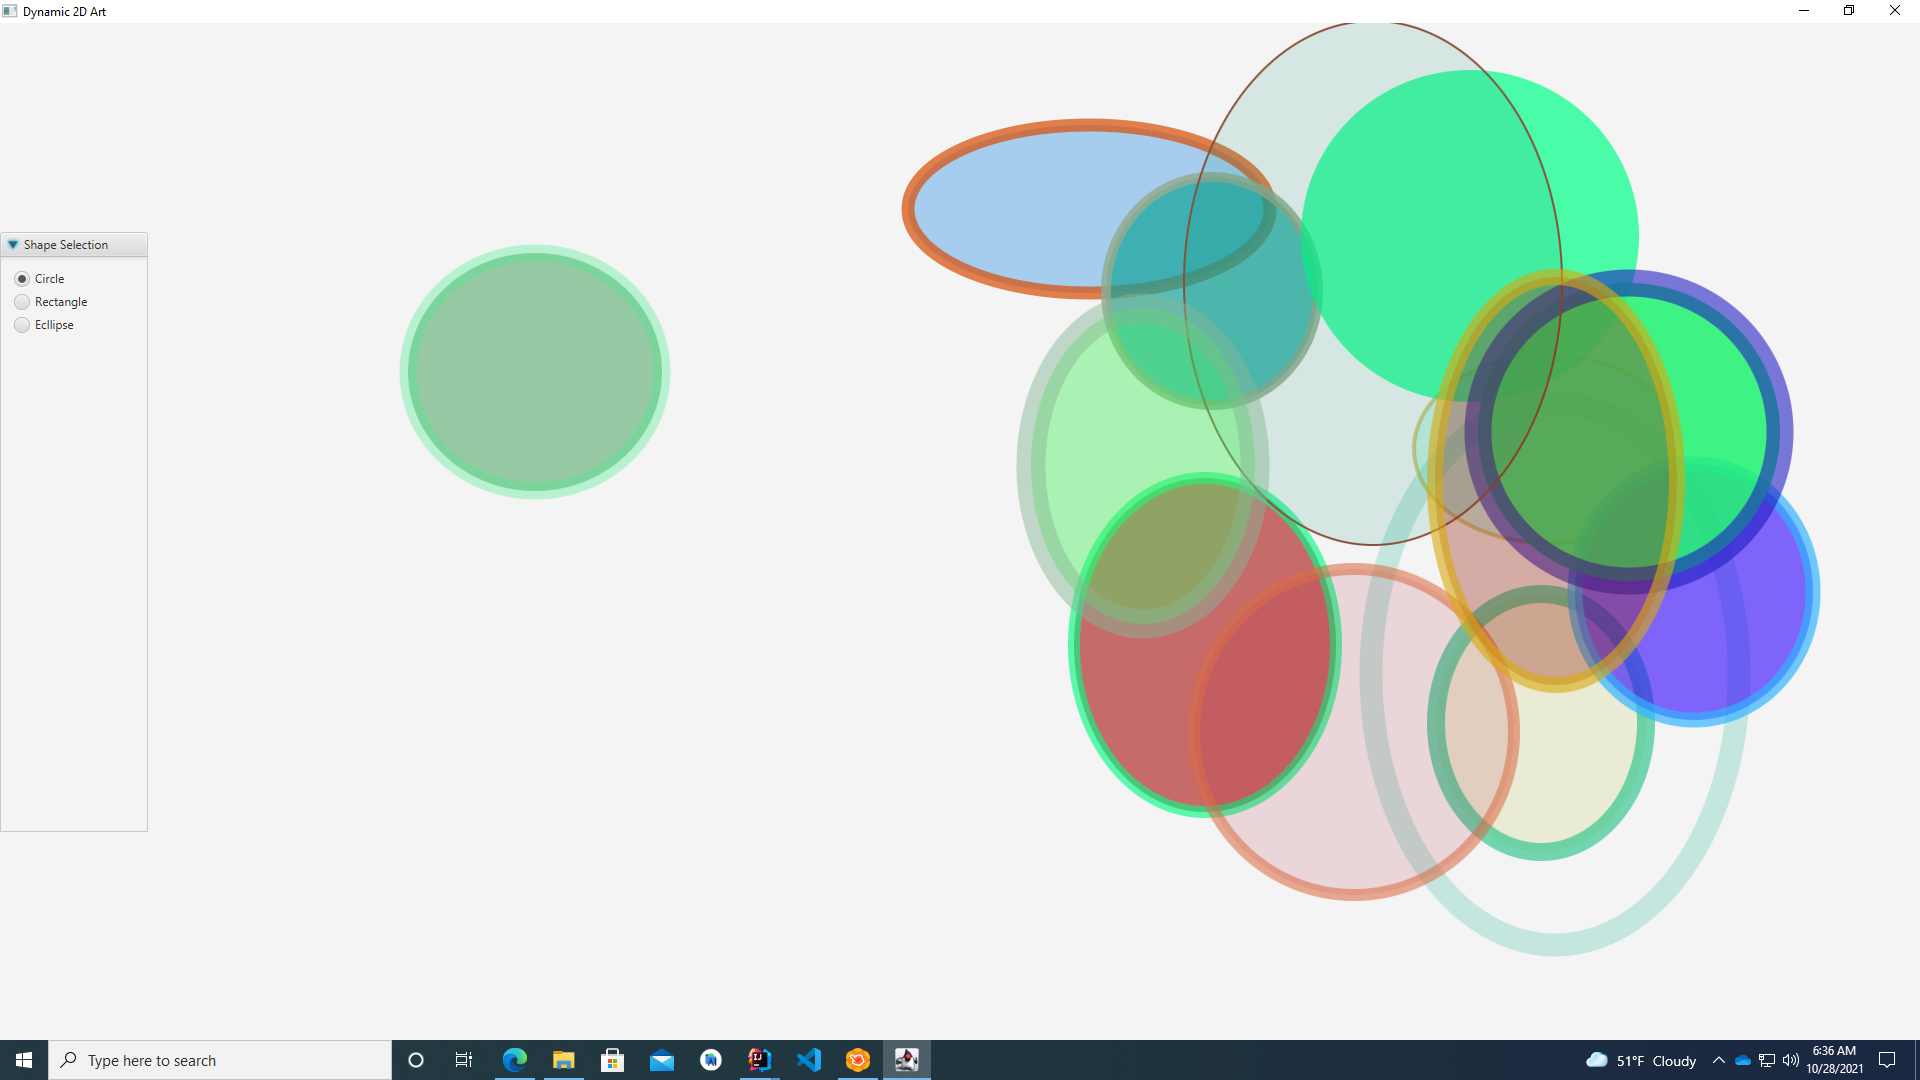 Dynamic 2D Art
Shape Selection
Circle
Rectangle
Ecllipse
Type here to search
51°F Cloudy
6:36 AM
10/28/2021